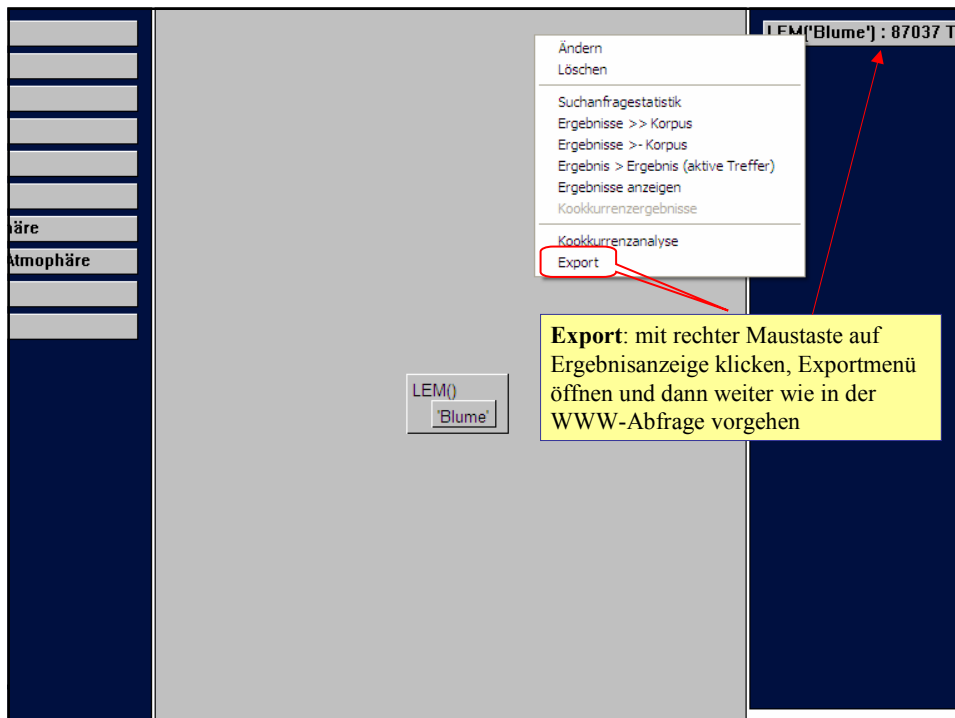 LEM('Blume') : 87037 T
Ändern
Löschen
Suchanfragestatistik
Ergebnisse >> Korpus
Ergebnisse >- Korpus
Ergebnis > Ergebnis (aktive Treffer)
Ergebnisse anzeigen
Kookkurrenzergebnisse
Kookkurrenzanalyse
Export
äre
Atmophäre
Export: mit rechter Maustaste auf
Ergebnisanzeige klicken, Exportmenü
öffnen und dann weiter wie in der
WWW-Abfrage vorgehen
LEM()
'Blume'